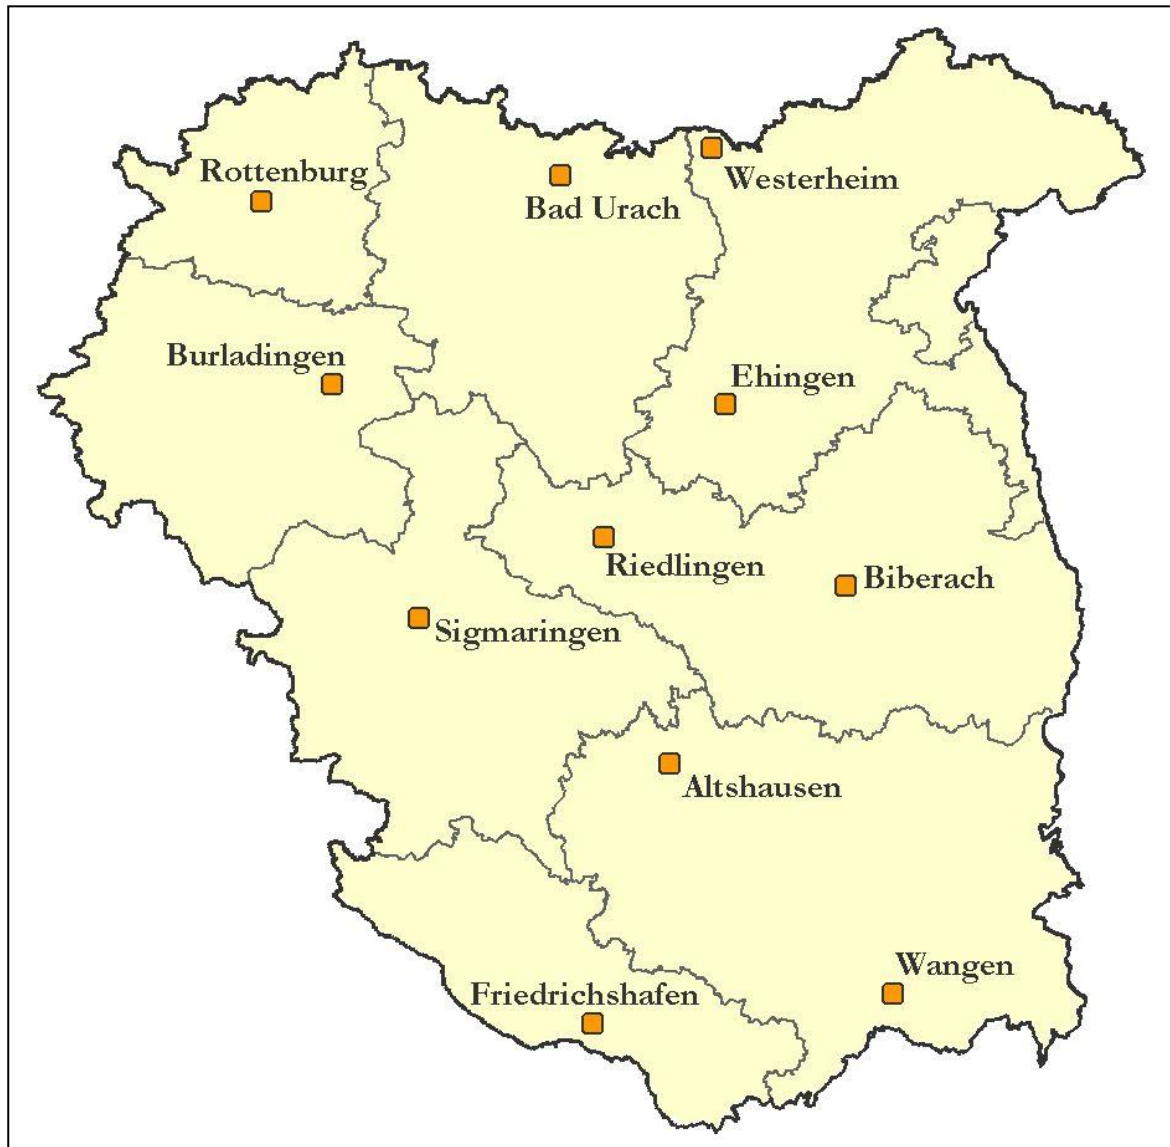 Rottenburg
Westerheim
Bad Urach
Burladingen
Ehingen
Riedlingen
Biberach
Sigmaringen
Altshausen
Wangen
Friedrichshafen